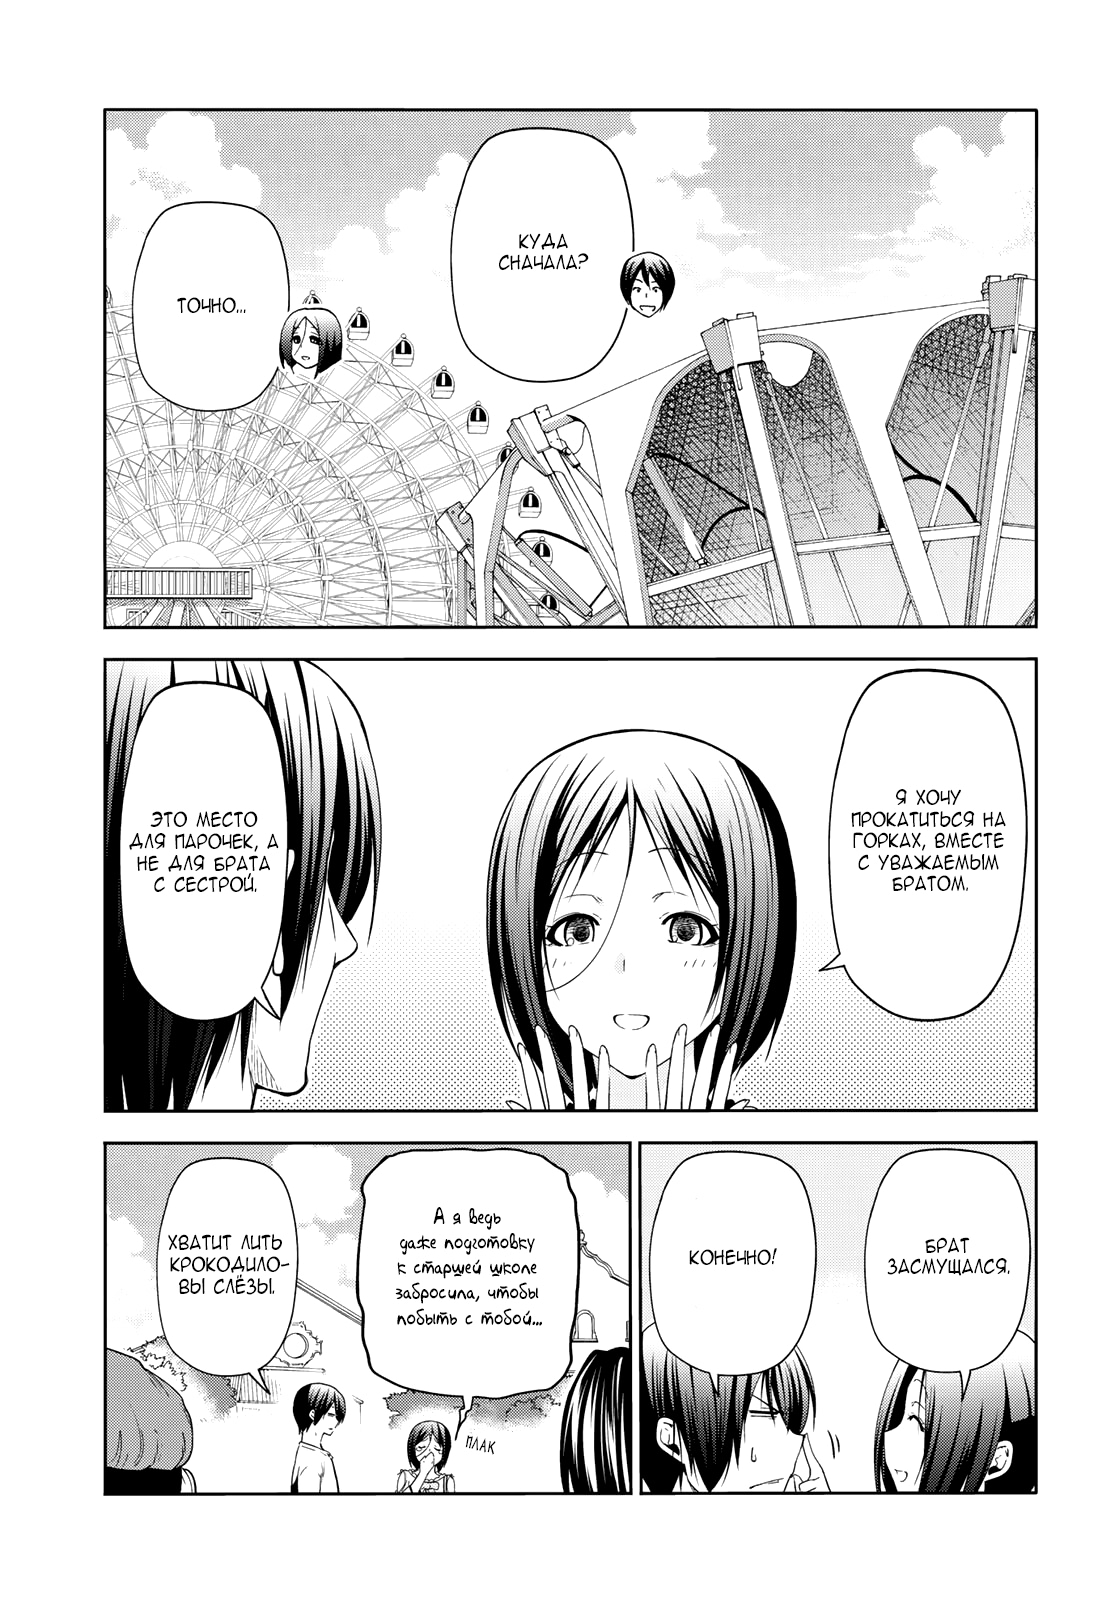 КУДА
СНАЧАЛА?
ТОЧНО...
Я ХОЧУ
ПРОКАТИТЬСЯ НА
ГОРКАХ, ВМЕСТЕ
С УВАЖАЕМЫМ
БРАТОМ.
ЭТО МЕСТО
ДЛЯ ПАРОЧЕК, А
НЕ ДЛЯ БРАТА
С СЕСТРОЙ.
БРАТ
ЗАСМУЩАЛСЯ.
КОНЕЧНО!
А я ведь
даже подготовку
к старшей школе
забросила, чтобы
побыть с тобой...
ПЛАК
ХВАТИТ ЛИТЬ
КРОКОДИЛО-
ВЫ СЛЁЗЫ.